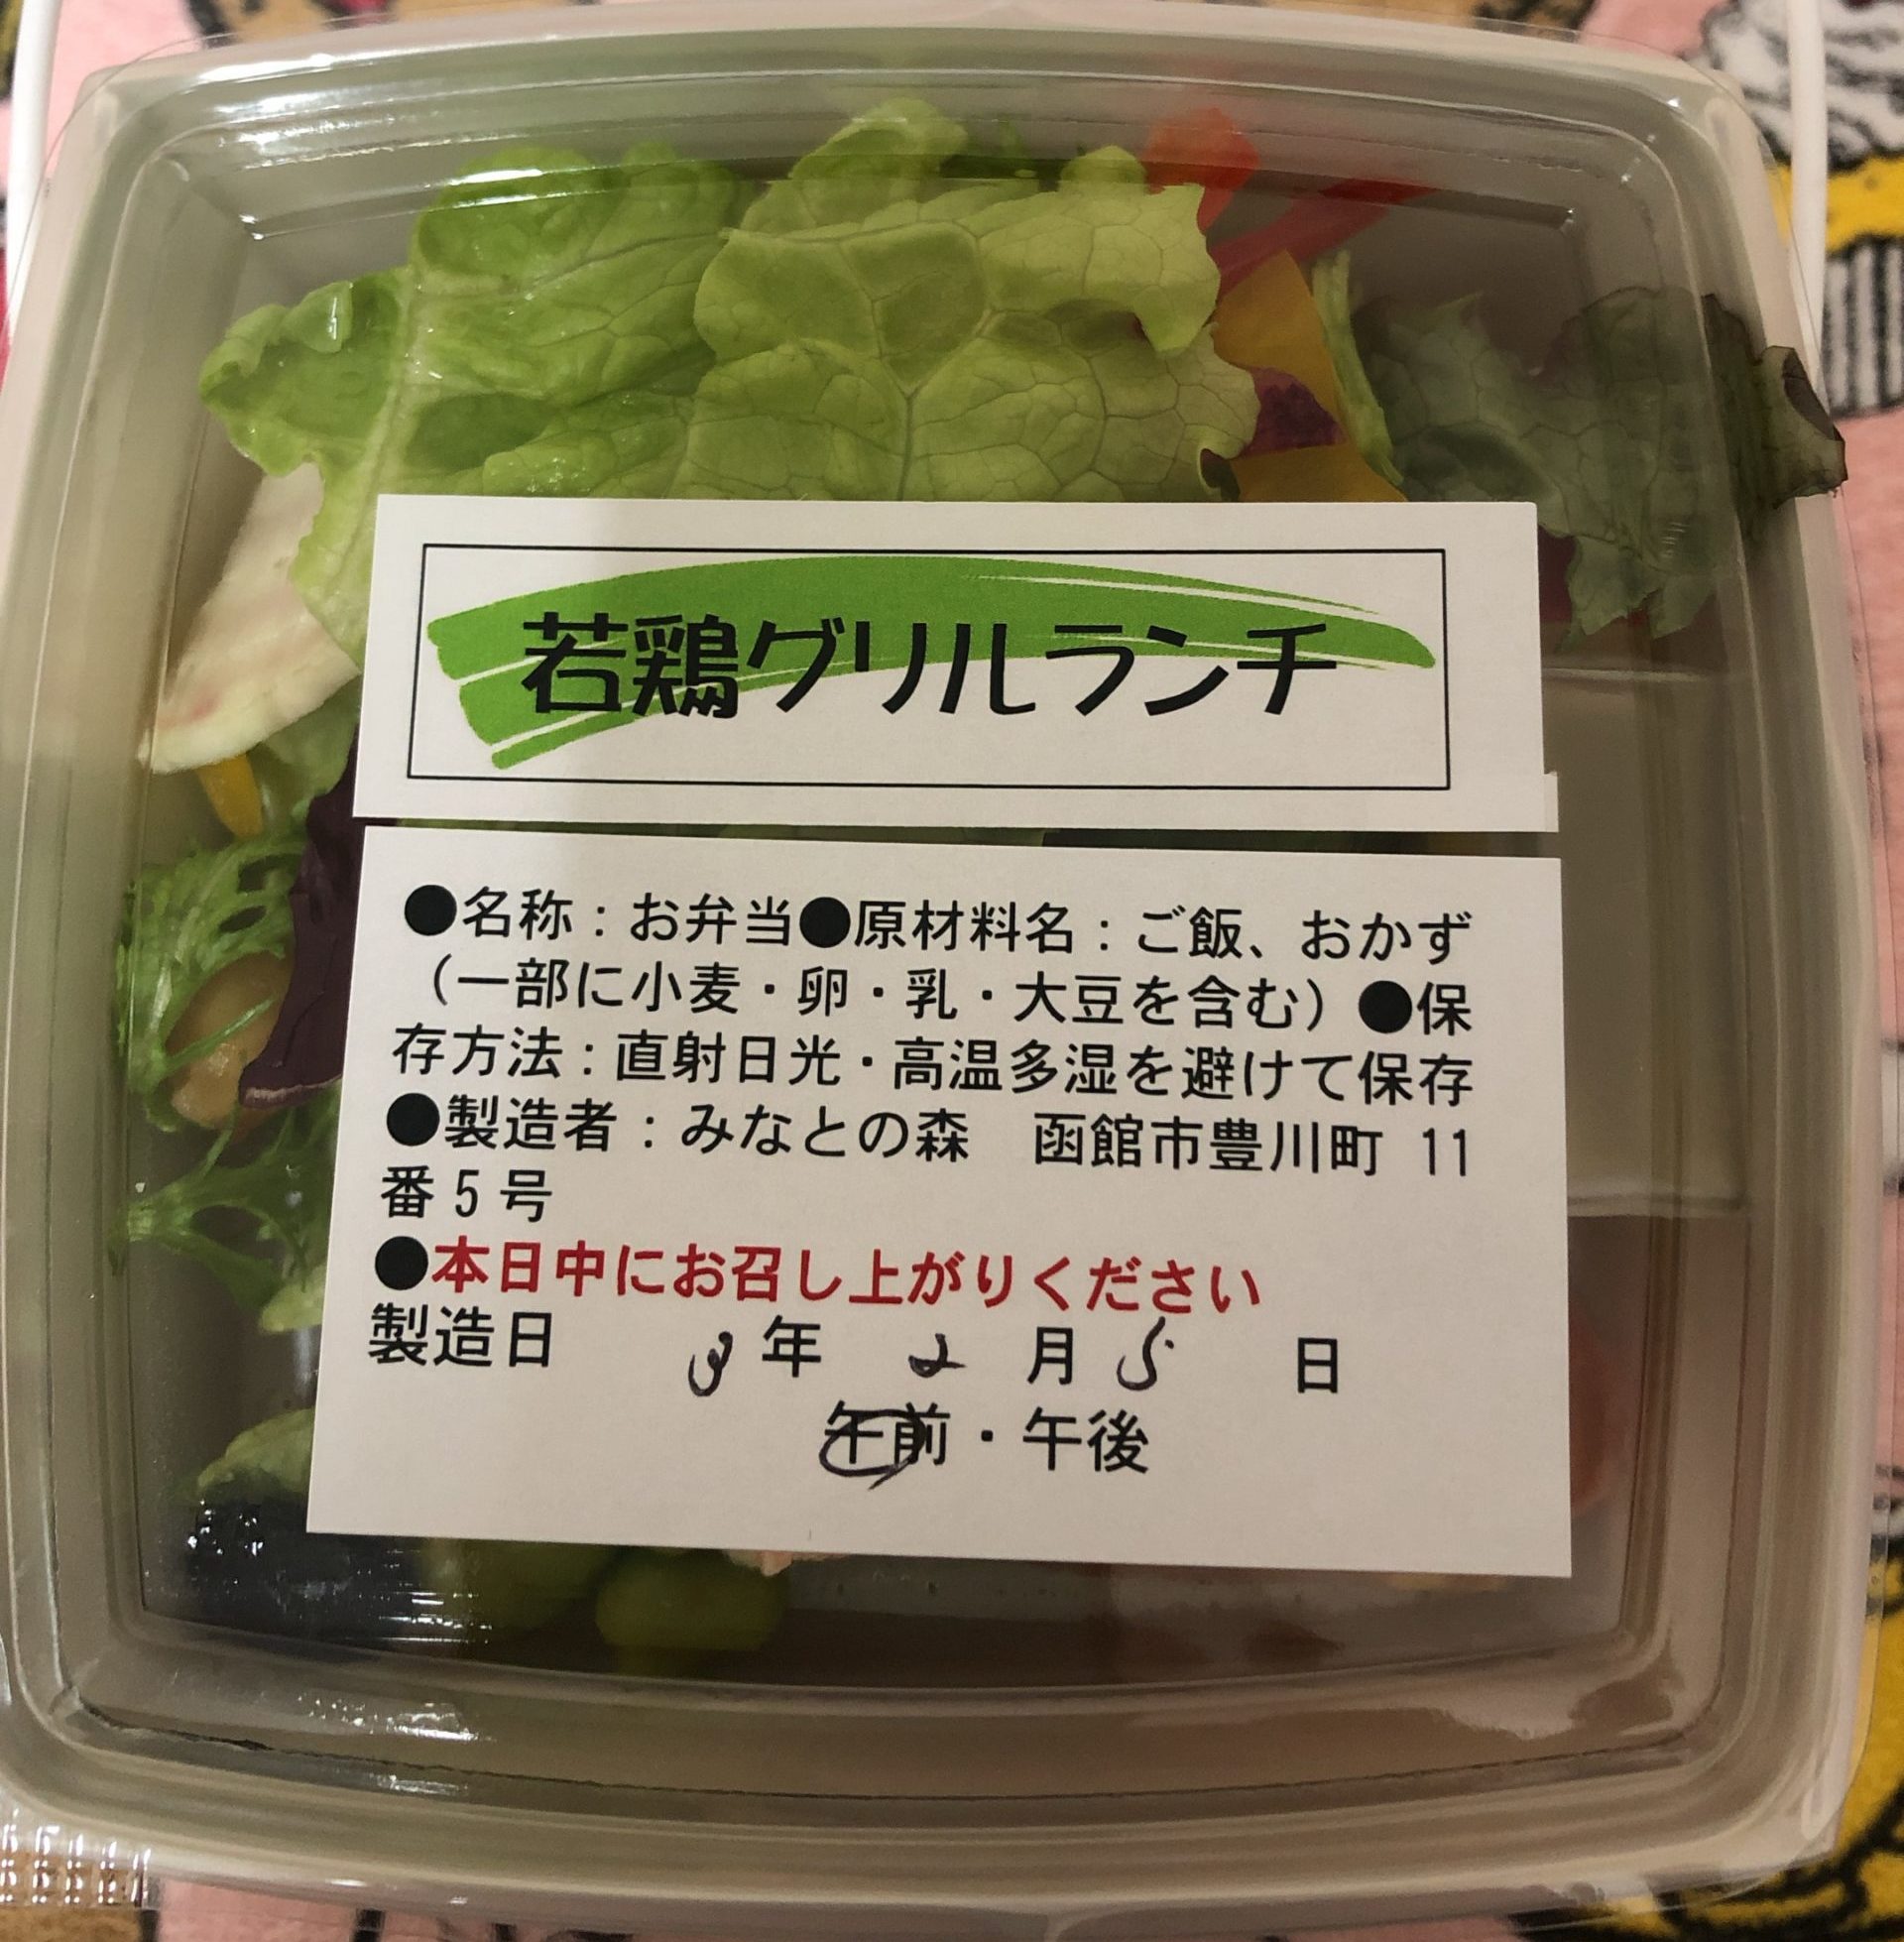 若鶏グリルランチ
●名称：お弁当●原材料名：ご飯、おかず
（一部に小麦・卵・乳・大豆を含む）●保
存方法：直射日光・高温多湿を避けて保存
●製造者：みなとの森　函館市豊川町 11
番 5 号
●本日中にお召し上がりください
製造日　3 年　2 月 5　日
午前・午後